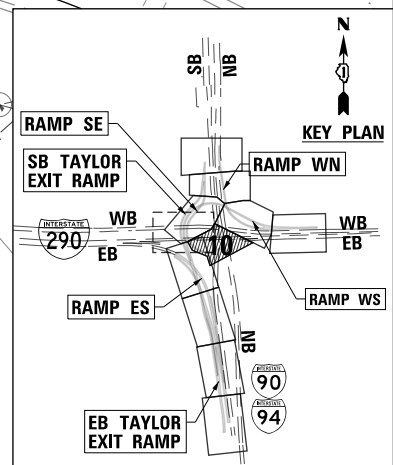 N
1
KEY PLAN
SB
NB
RAMP SE
SB TAYLOR
EXIT RAMP
RAMP WN
WB
INTERSTATE
290
EB
10
WB
EB
RAMP ES
RAMP WS
NB
INTERSTATE
90
INTERSTATE
94
EB TAYLOR
EXIT RAMP